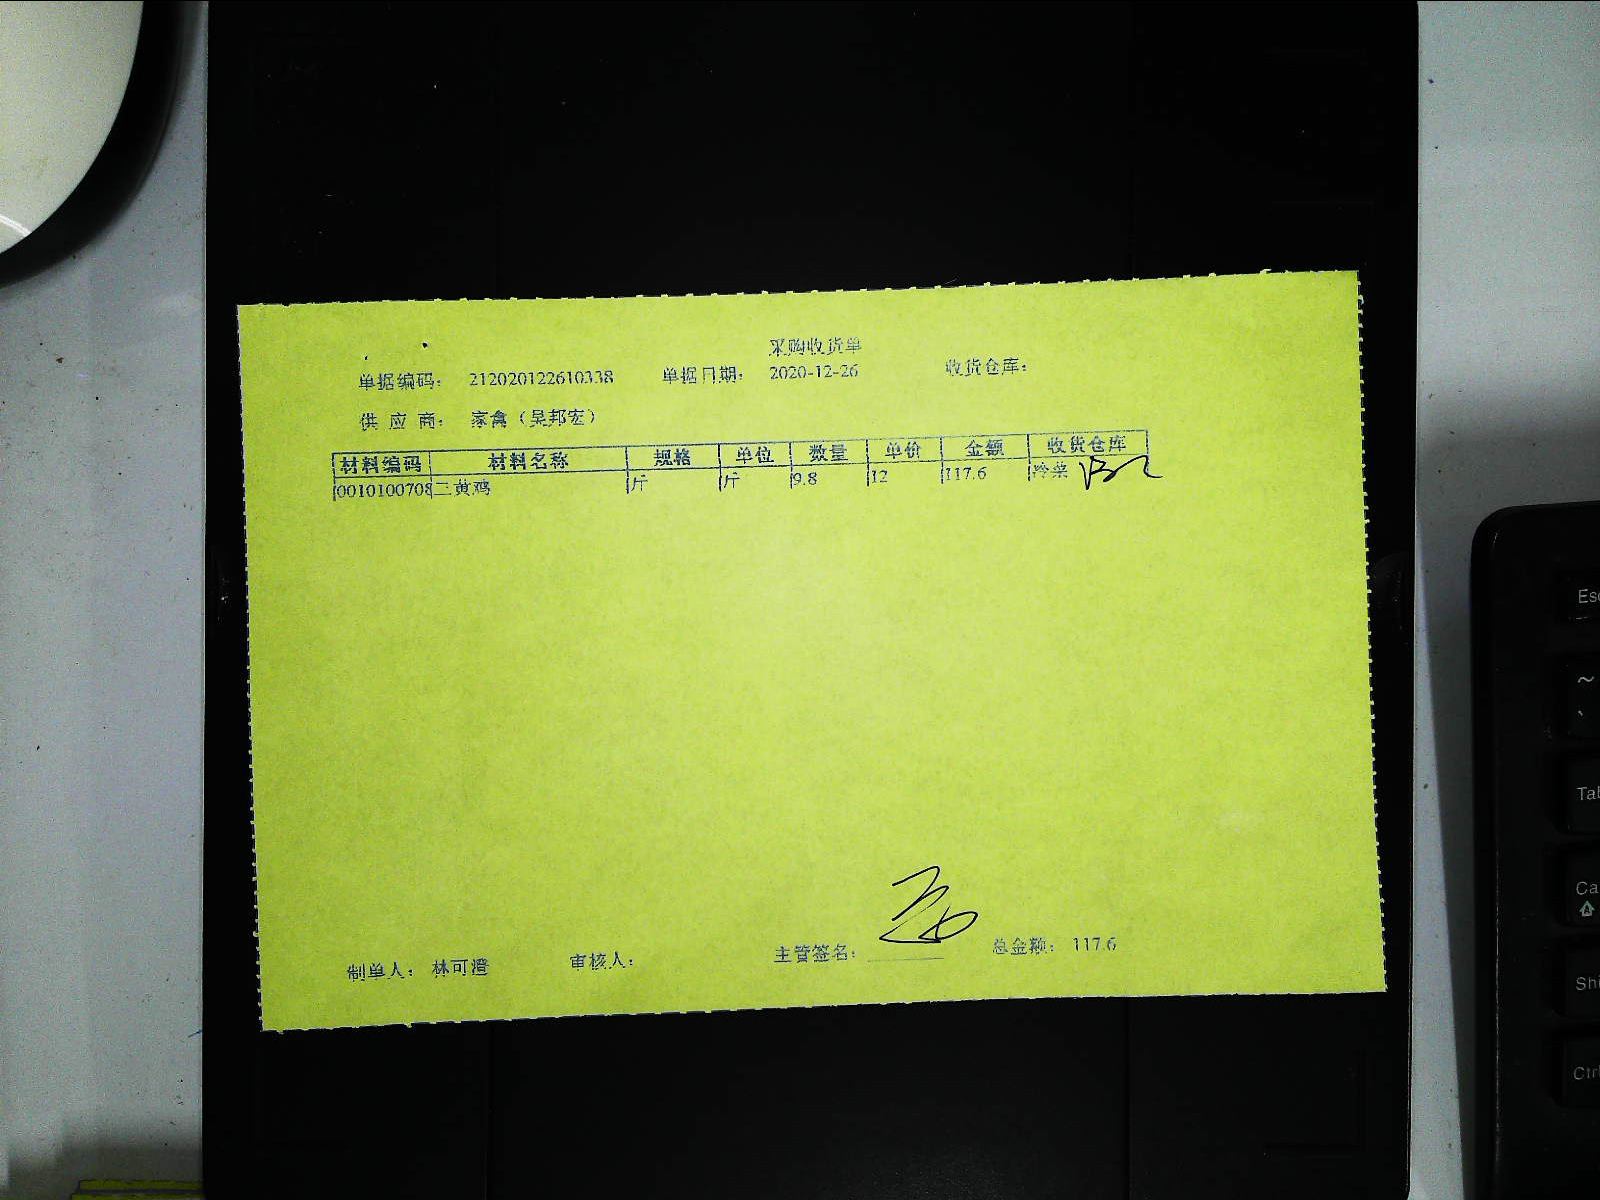 采购收货单
单据编码： 212020122610338 单据日期： 2020-12-26 收货仓库：
供 应 商： 家禽（吴邦宏）
材料编码 材料名称 规格 单位 数量 单价 金额 收货仓库
0010100708 三黄鸡 斤 斤 9.8 12 117.6 冷菜
制单人： 林可澄 审核人： 主管签名： 总金额： 117.6
Esc
~
`
Tab
Ca
Shi
Ctrl